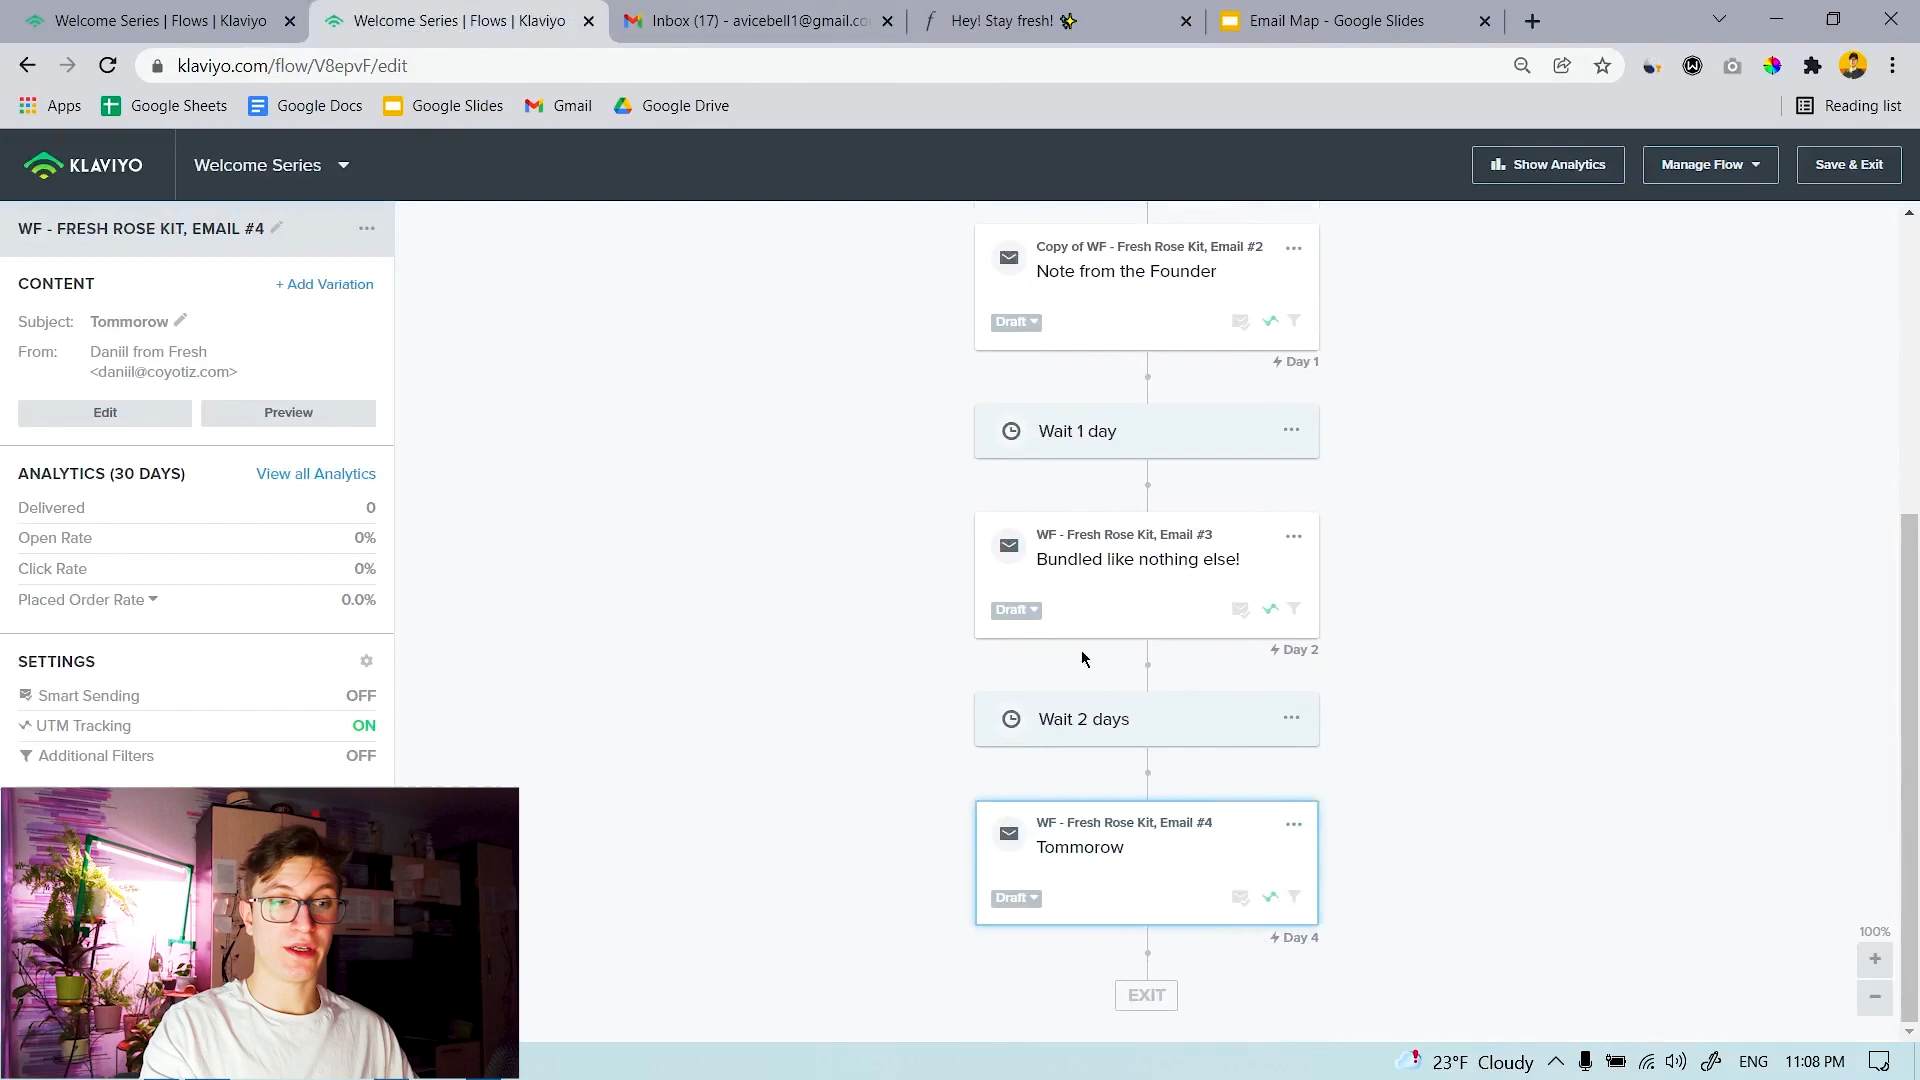 Welcome Series | Flows | Klaviyo
Welcome Series | Flows | Klaviyo
Inbox (17) - avicebell1@gmail.co
Hey! Stay fresh! ✨
Email Map - Google Slides
klaviyo.com/flow/V8epvF/edit
Apps
Google Sheets
Google Docs
Google Slides
Gmail
Google Drive
Reading list
KLAVIYO
Welcome Series
Show Analytics
Manage Flow
Save & Exit
WF - FRESH ROSE KIT, EMAIL #4
CONTENT
+ Add Variation
Subject: Tommorow
From: Daniil from Fresh
<daniil@coyotiz.com>
Edit
Preview
ANALYTICS (30 DAYS)
View all Analytics
Delivered 0
Open Rate 0%
Click Rate 0%
Placed Order Rate 0.0%
SETTINGS
Smart Sending OFF
UTM Tracking ON
Additional Filters OFF
Copy of WF - Fresh Rose Kit, Email #2
Note from the Founder
Draft
Day 1
Wait 1 day
WF - Fresh Rose Kit, Email #3
Bundled like nothing else!
Draft
Day 2
Wait 2 days
WF - Fresh Rose Kit, Email #4
Tommorow
Draft
Day 4
EXIT
100%
+
−
23°F Cloudy
ENG
11:08 PM